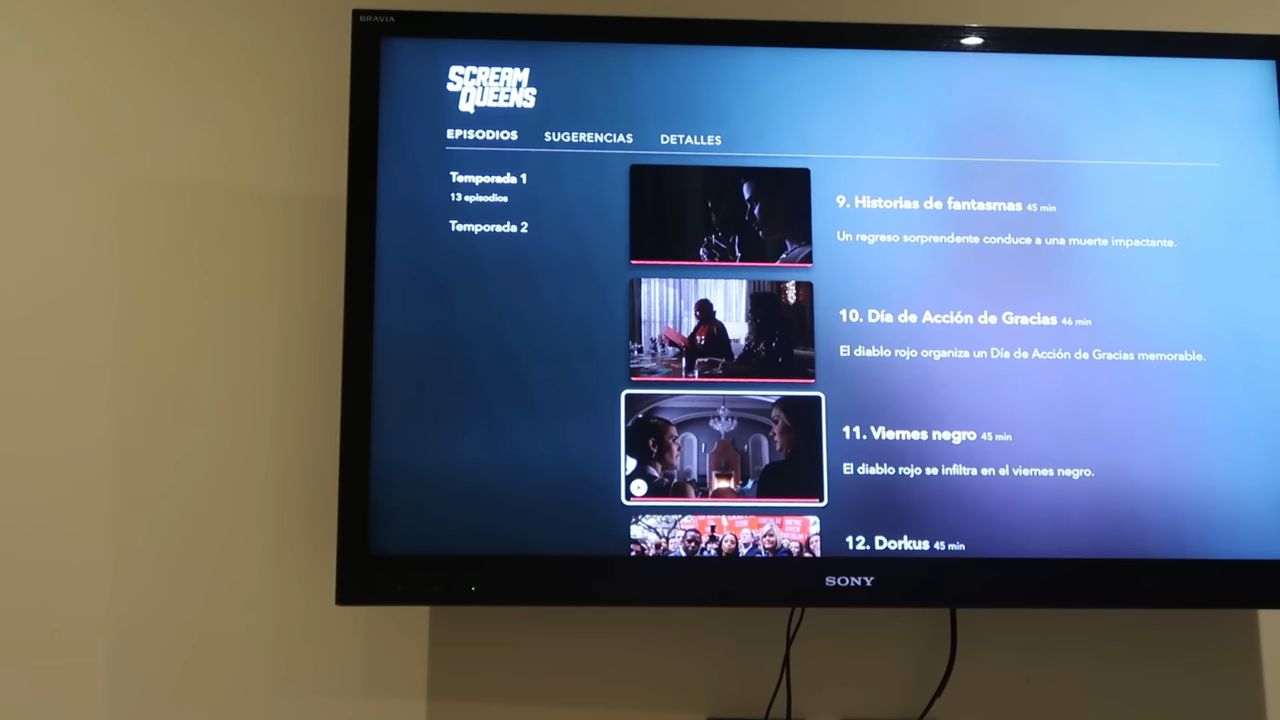 BRAVIA
SCREAM
QUEENS
EPISODIOS SUGERENCIAS DETALLES
Temporada 1
13 episodios
Temporada 2
9. Historias de fantasmas 45 min
Un regreso sorprendente conduce a una muerte impactante.
10. Día de Acción de Gracias 46 min
El diablo rojo organiza un Día de Acción de Gracias memorable.
11. Viernes negro 45 min
El diablo rojo se infiltra en el viernes negro.
12. Dorkus 45 min
SONY